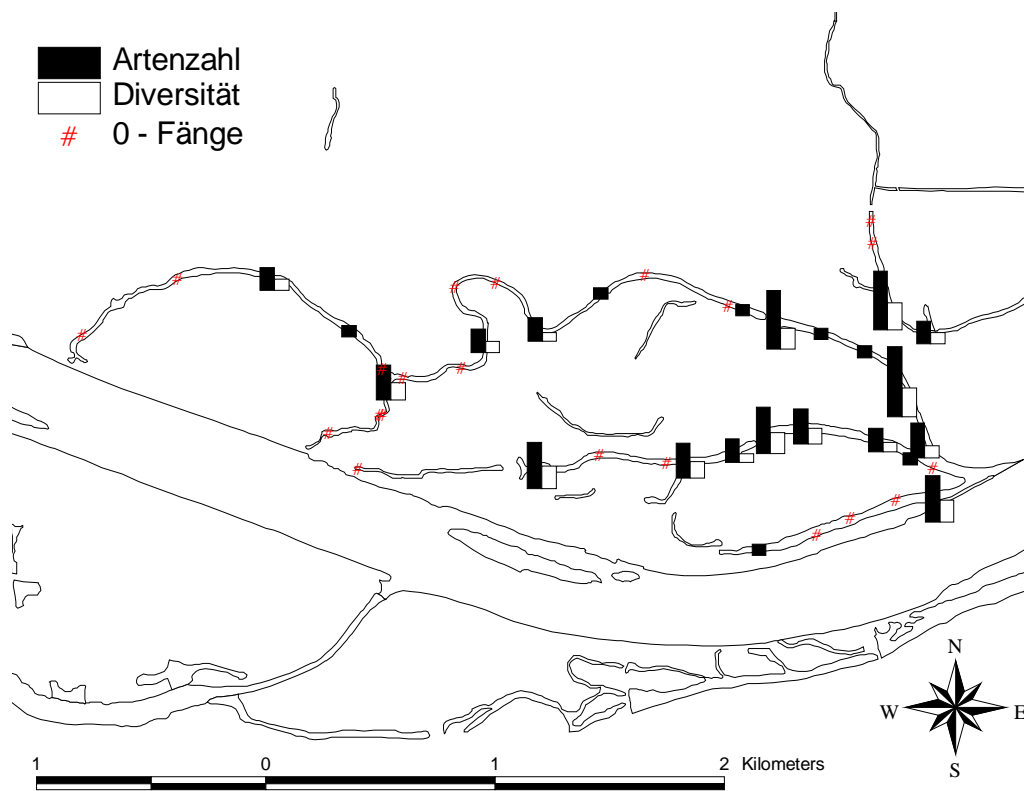 Artenzahl
Diversität
# 0 - Fänge
N
W E
S
1 0 1 2 Kilometers